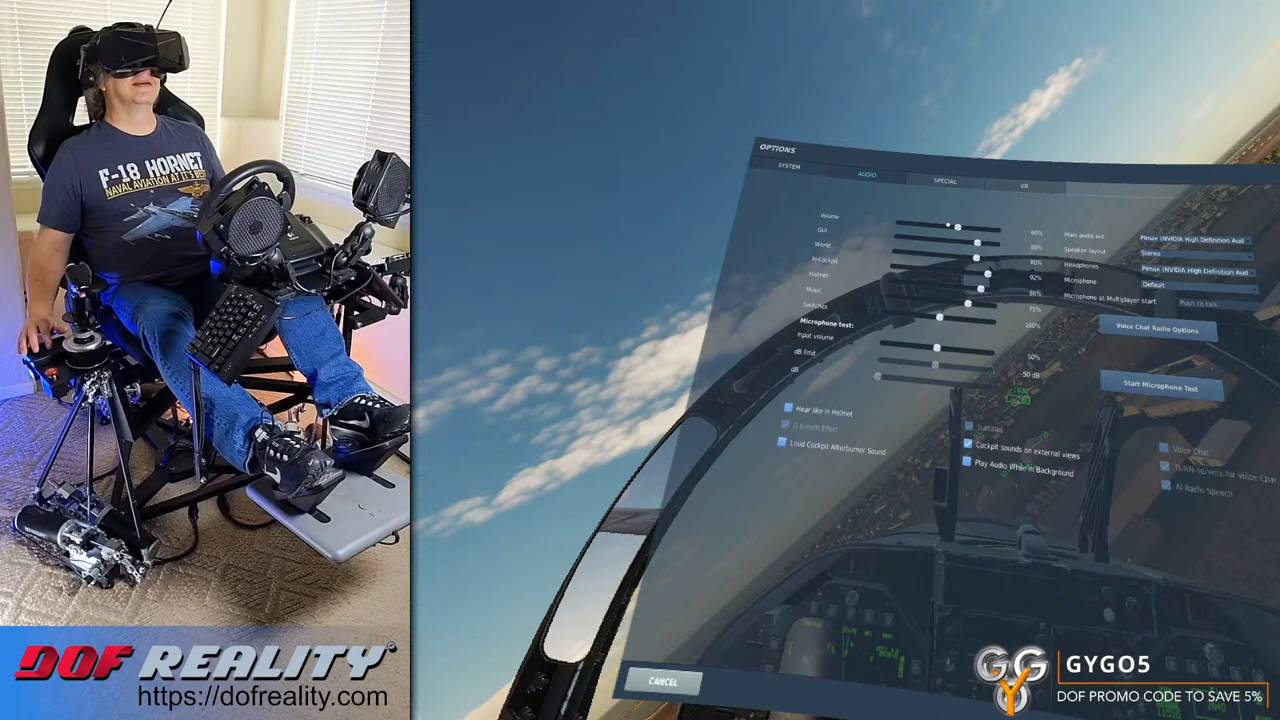 F-18 HORNET
NAVAL AVIATION AT IT'S BEST
DOF REALITY®
https://dofreality.com
OPTIONS
SYSTEM
AUDIO
SPECIAL
VR
Volume
60%
GUI
80%
World
80%
In-Cockpit
92%
Helmet
86%
Music
75%
Switches
100%
Microphone test:
Input volume
50%
dB limit
-50 dB
dB
Main audio out
Pimax (NVIDIA High Definition Aud
Speaker layout
Stereo
Headphones
Pimax (NVIDIA High Definition Aud
Microphone
Default
Microphone at Multiplayer start
Push to talk
Voice Chat Radio Options
Start Microphone Test
Hear like in Helmet
G-Breath Effect
Loud Cockpit Afterburner Sound
Subtitles
Cockpit sounds on external views
Play Audio While in Background
Voice Chat
TURN-servers for Voice Chat
AI Radio Speech
CANCEL
GYG
GYGO5
DOF PROMO CODE TO SAVE 5%